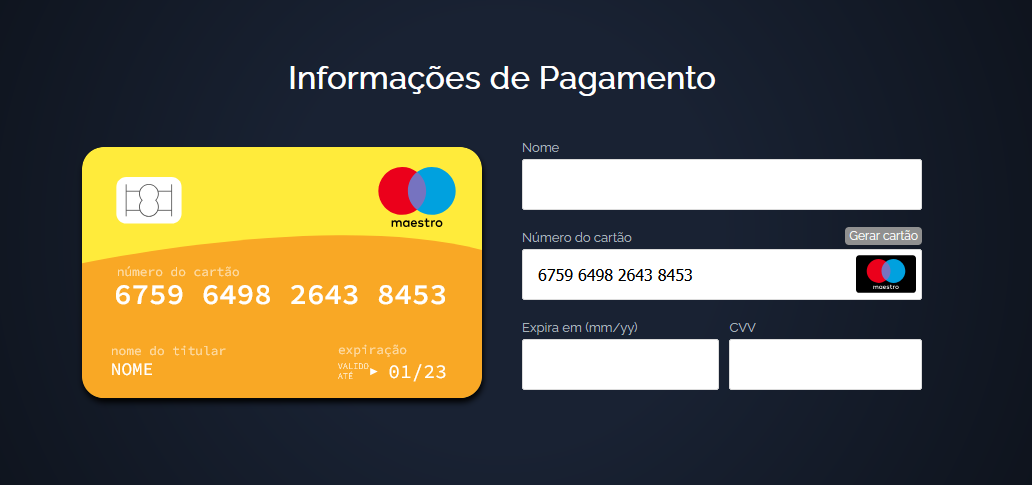 Informações de Pagamento
maestro
número do cartão
6759 6498 2643 8453
nome do titular
NOME
expiração
VALIDO
ATÉ
01/23
Nome
Número do cartão
Gerar cartão
6759 6498 2643 8453
maestro
Expira em (mm/yy)
CVV